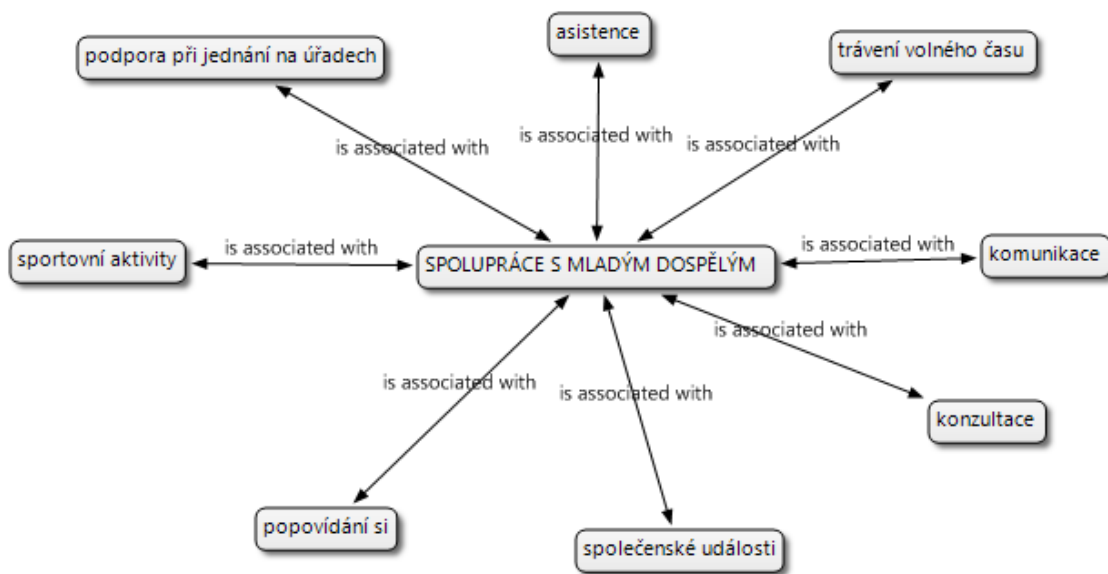 asistence
podpora při jednání na úřadech
trávení volného času
is associated with
is associated with
is associated with
sportovní aktivity
is associated with
SPOLUPRÁCE S MLADÝM DOSPĚLÝM
is associated with
komunikace
is associated with
is associated with
is associated with
konzultace
popovídání si
společenské události